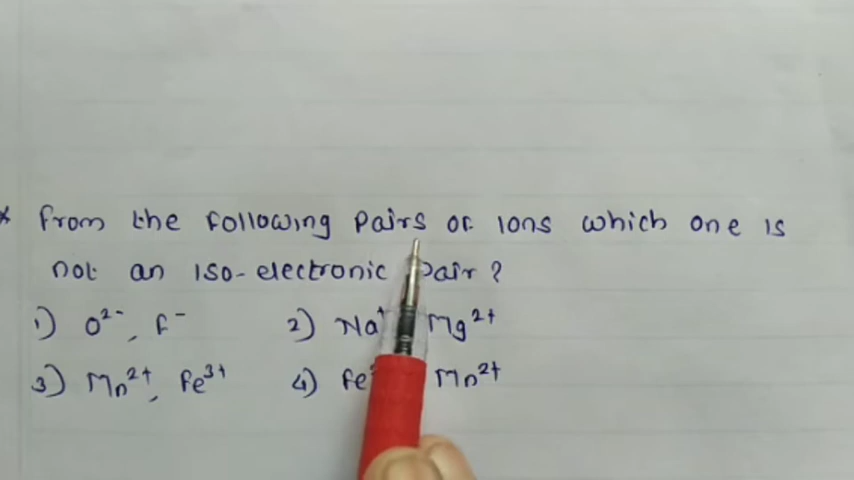 * From the following Pairs of Ions which one is
not an Iso-electronic Pair ?
1) O²⁻, F⁻ 2) Na⁺ Mg²⁺
3) Mn²⁺, Fe³⁺ 4) Fe Mn²⁺